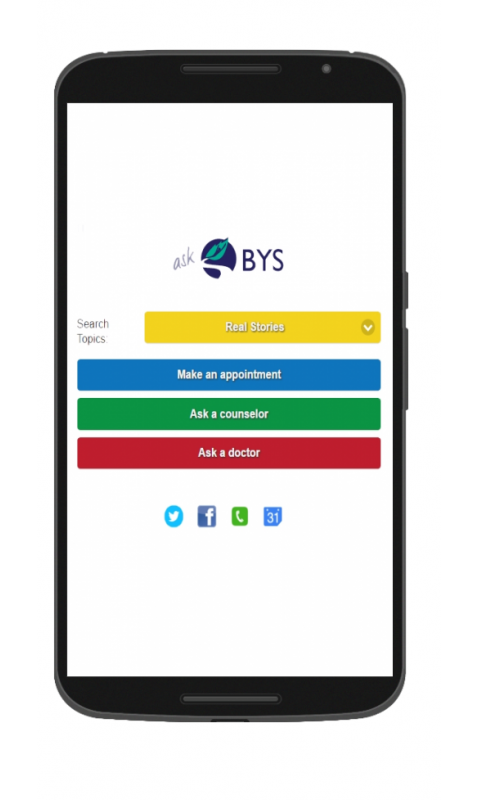 ask BYS
Search
Topics:
Real Stories
Make an appointment
Ask a counselor
Ask a doctor
31